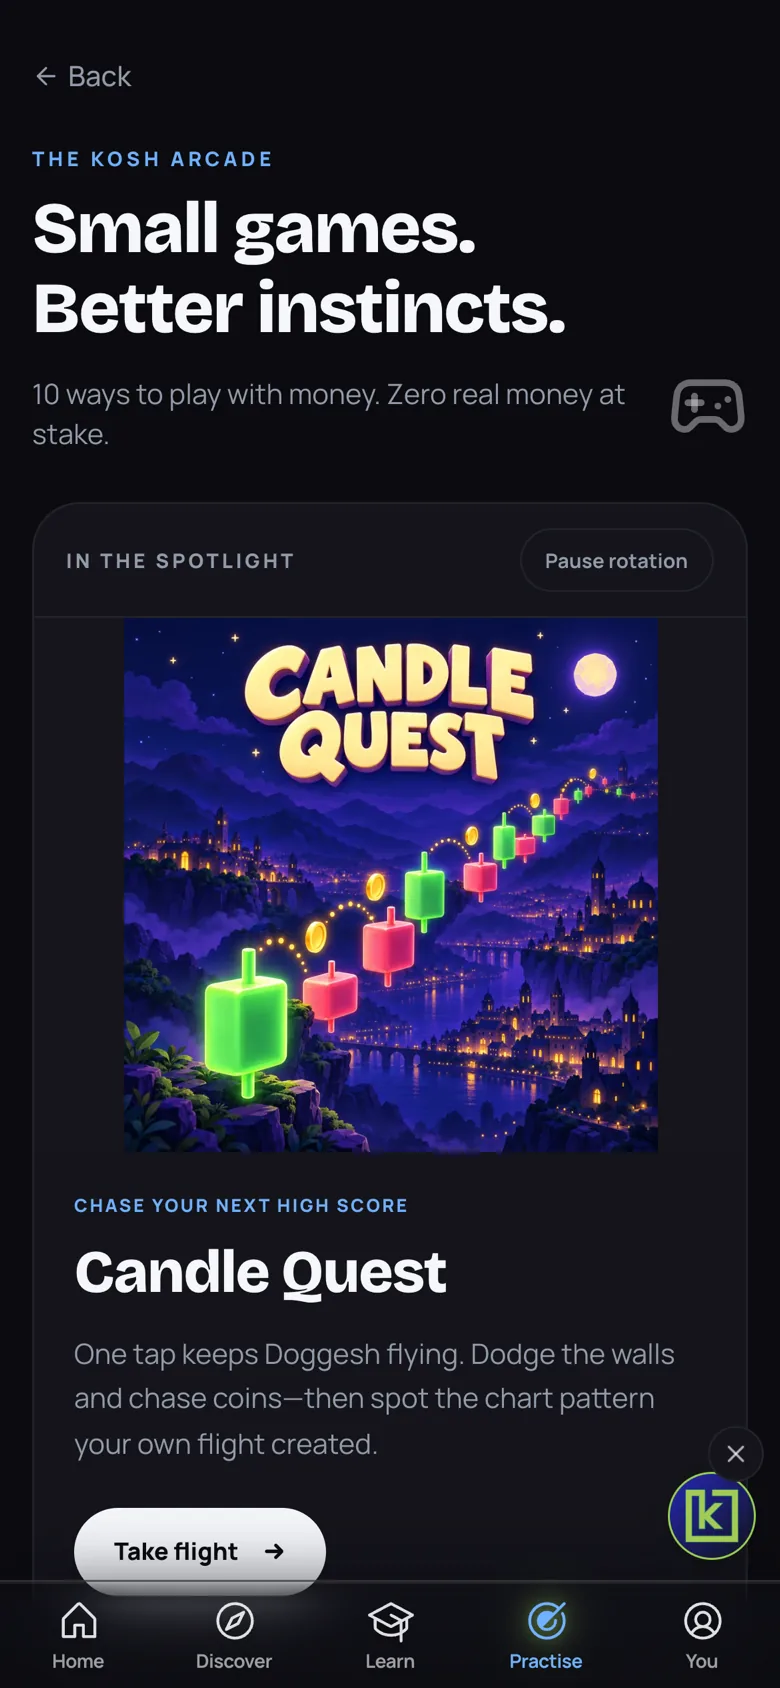 Back
THE KOSH ARCADE
Small games.
Better instincts.
10 ways to play with money. Zero real money at
stake.
IN THE SPOTLIGHT
Pause rotation
CANDLE
QUEST
CHASE YOUR NEXT HIGH SCORE
Candle Quest
One tap keeps Doggesh flying. Dodge the walls
and chase coins—then spot the chart pattern
your own flight created.
k
Take flight
Home
Discover
Learn
Practise
You